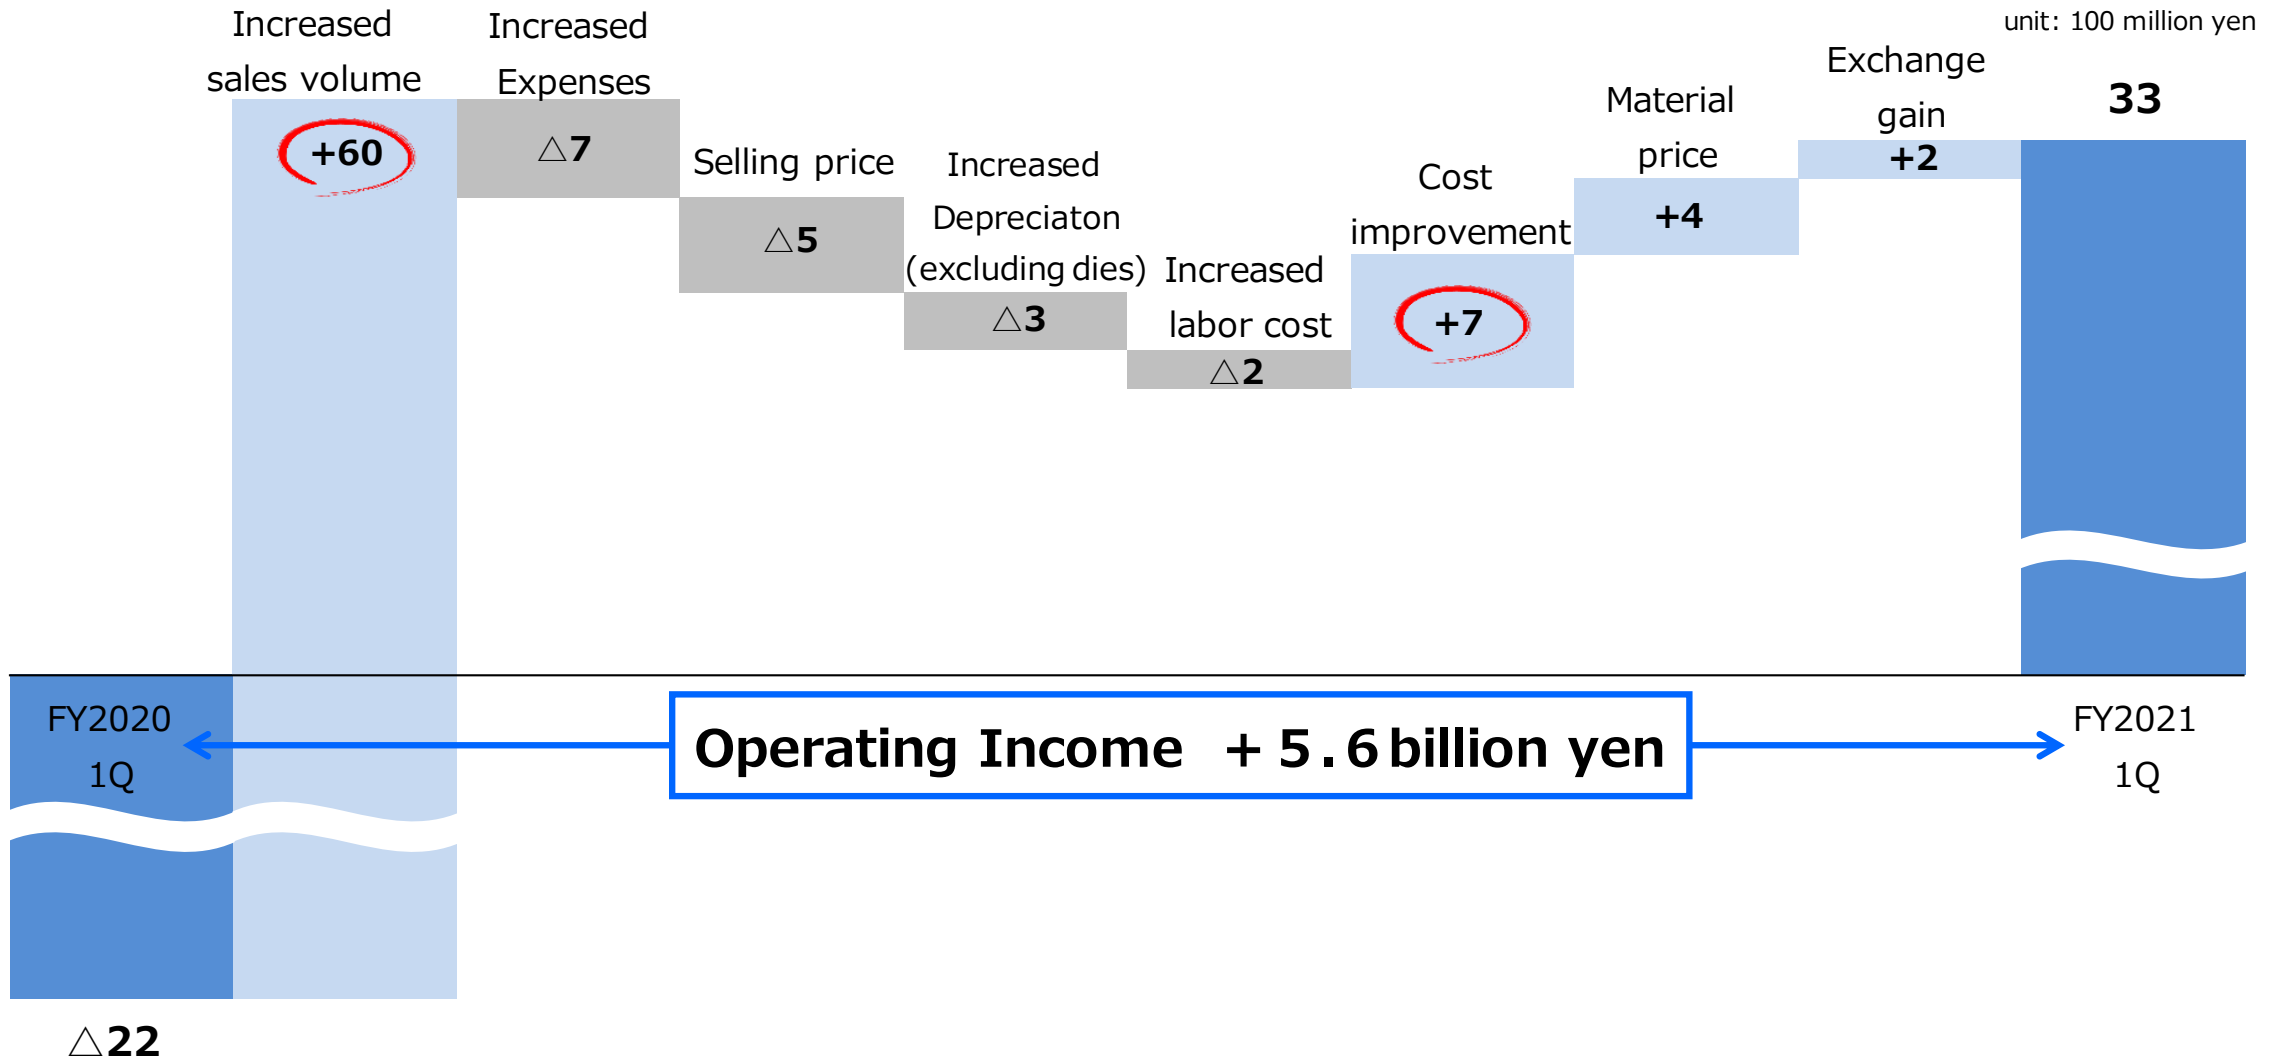 unit: 100 million yen
Increased
sales volume
+60
Increased
Expenses
△7
Selling price
△5
Increased
Depreciaton
(excluding dies)
△3
Increased
labor cost
△2
Cost
improvement
+7
Material
price
+4
Exchange
gain
+2
33
FY2020
1Q
Operating Income +5.6 billion yen
FY2021
1Q
△22